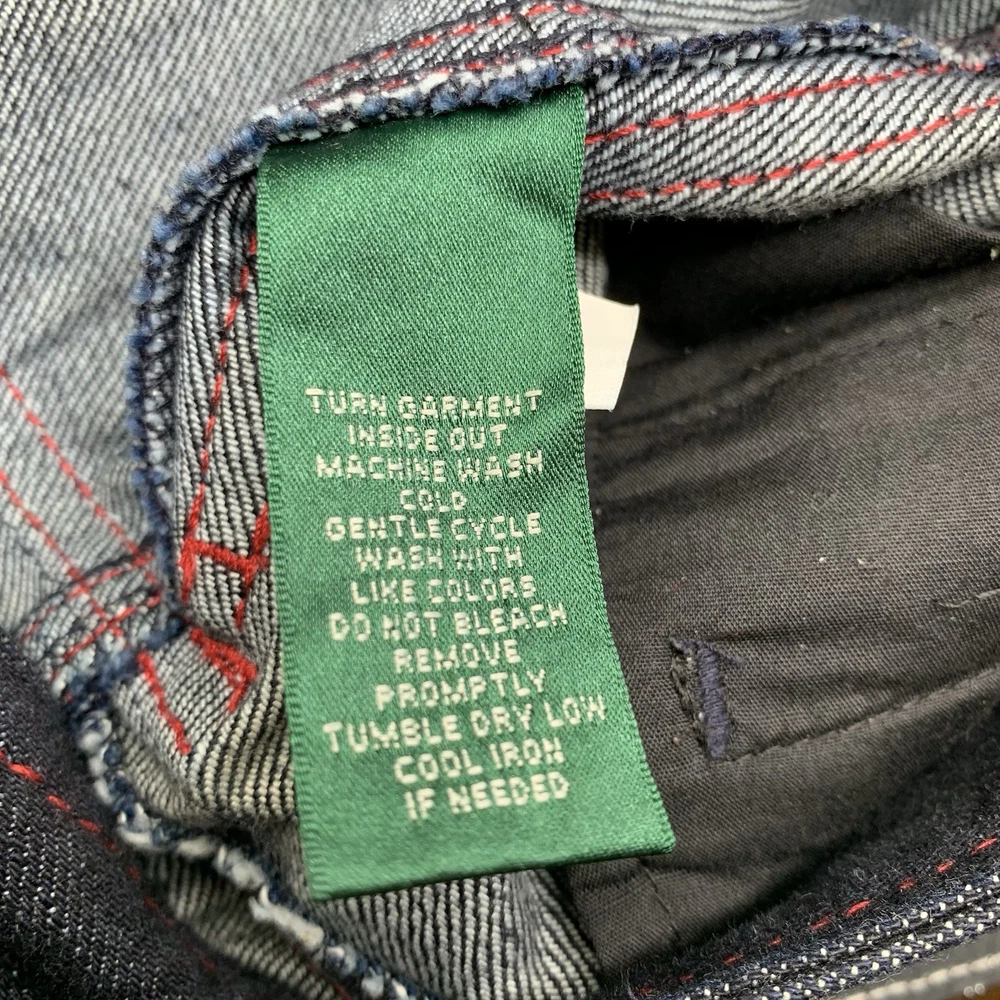 TURN GARMENT
INSIDE OUT
MACHINE WASH
COLD
GENTLE CYCLE
WASH WITH
LIKE COLORS
DO NOT BLEACH
REMOVE
PROMPTLY
TUMBLE DRY LOW
COOL IRON
IF NEEDED